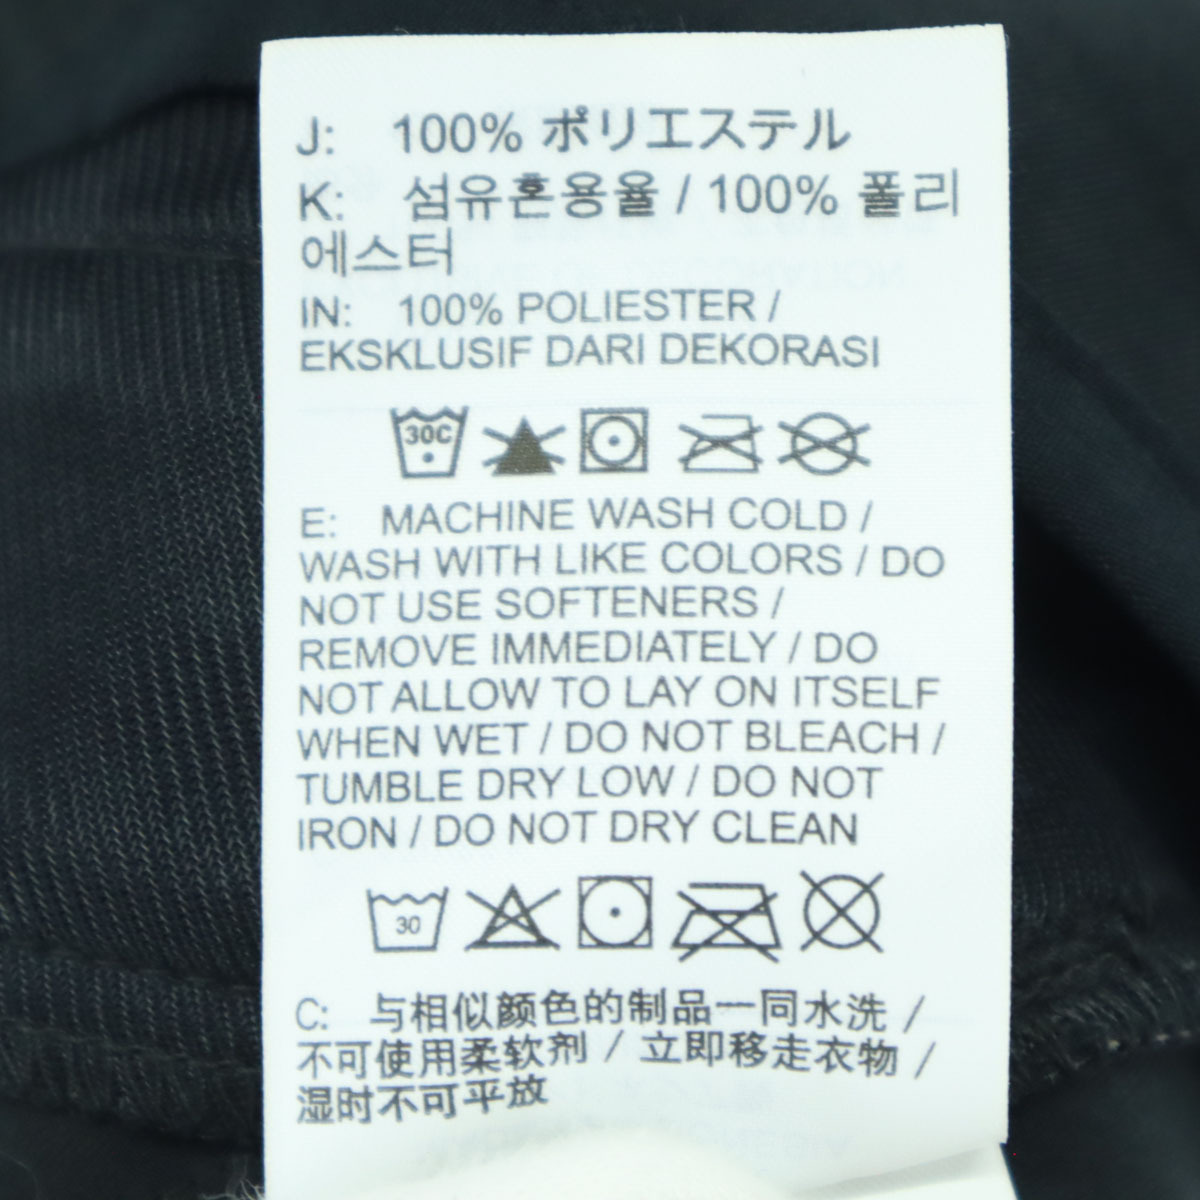 J: 100% ポリエステル
K: 섬유혼용율 / 100% 폴리
에스터
IN: 100% POLIESTER /
EKSKLUSIF DARI DEKORASI
30C
E: MACHINE WASH COLD /
WASH WITH LIKE COLORS / DO
NOT USE SOFTENERS /
REMOVE IMMEDIATELY / DO
NOT ALLOW TO LAY ON ITSELF
WHEN WET / DO NOT BLEACH /
TUMBLE DRY LOW / DO NOT
IRON / DO NOT DRY CLEAN
30
C: 与相似颜色的制品一同水洗 /
不可使用柔软剂 / 立即移走衣物 /
湿时不可平放